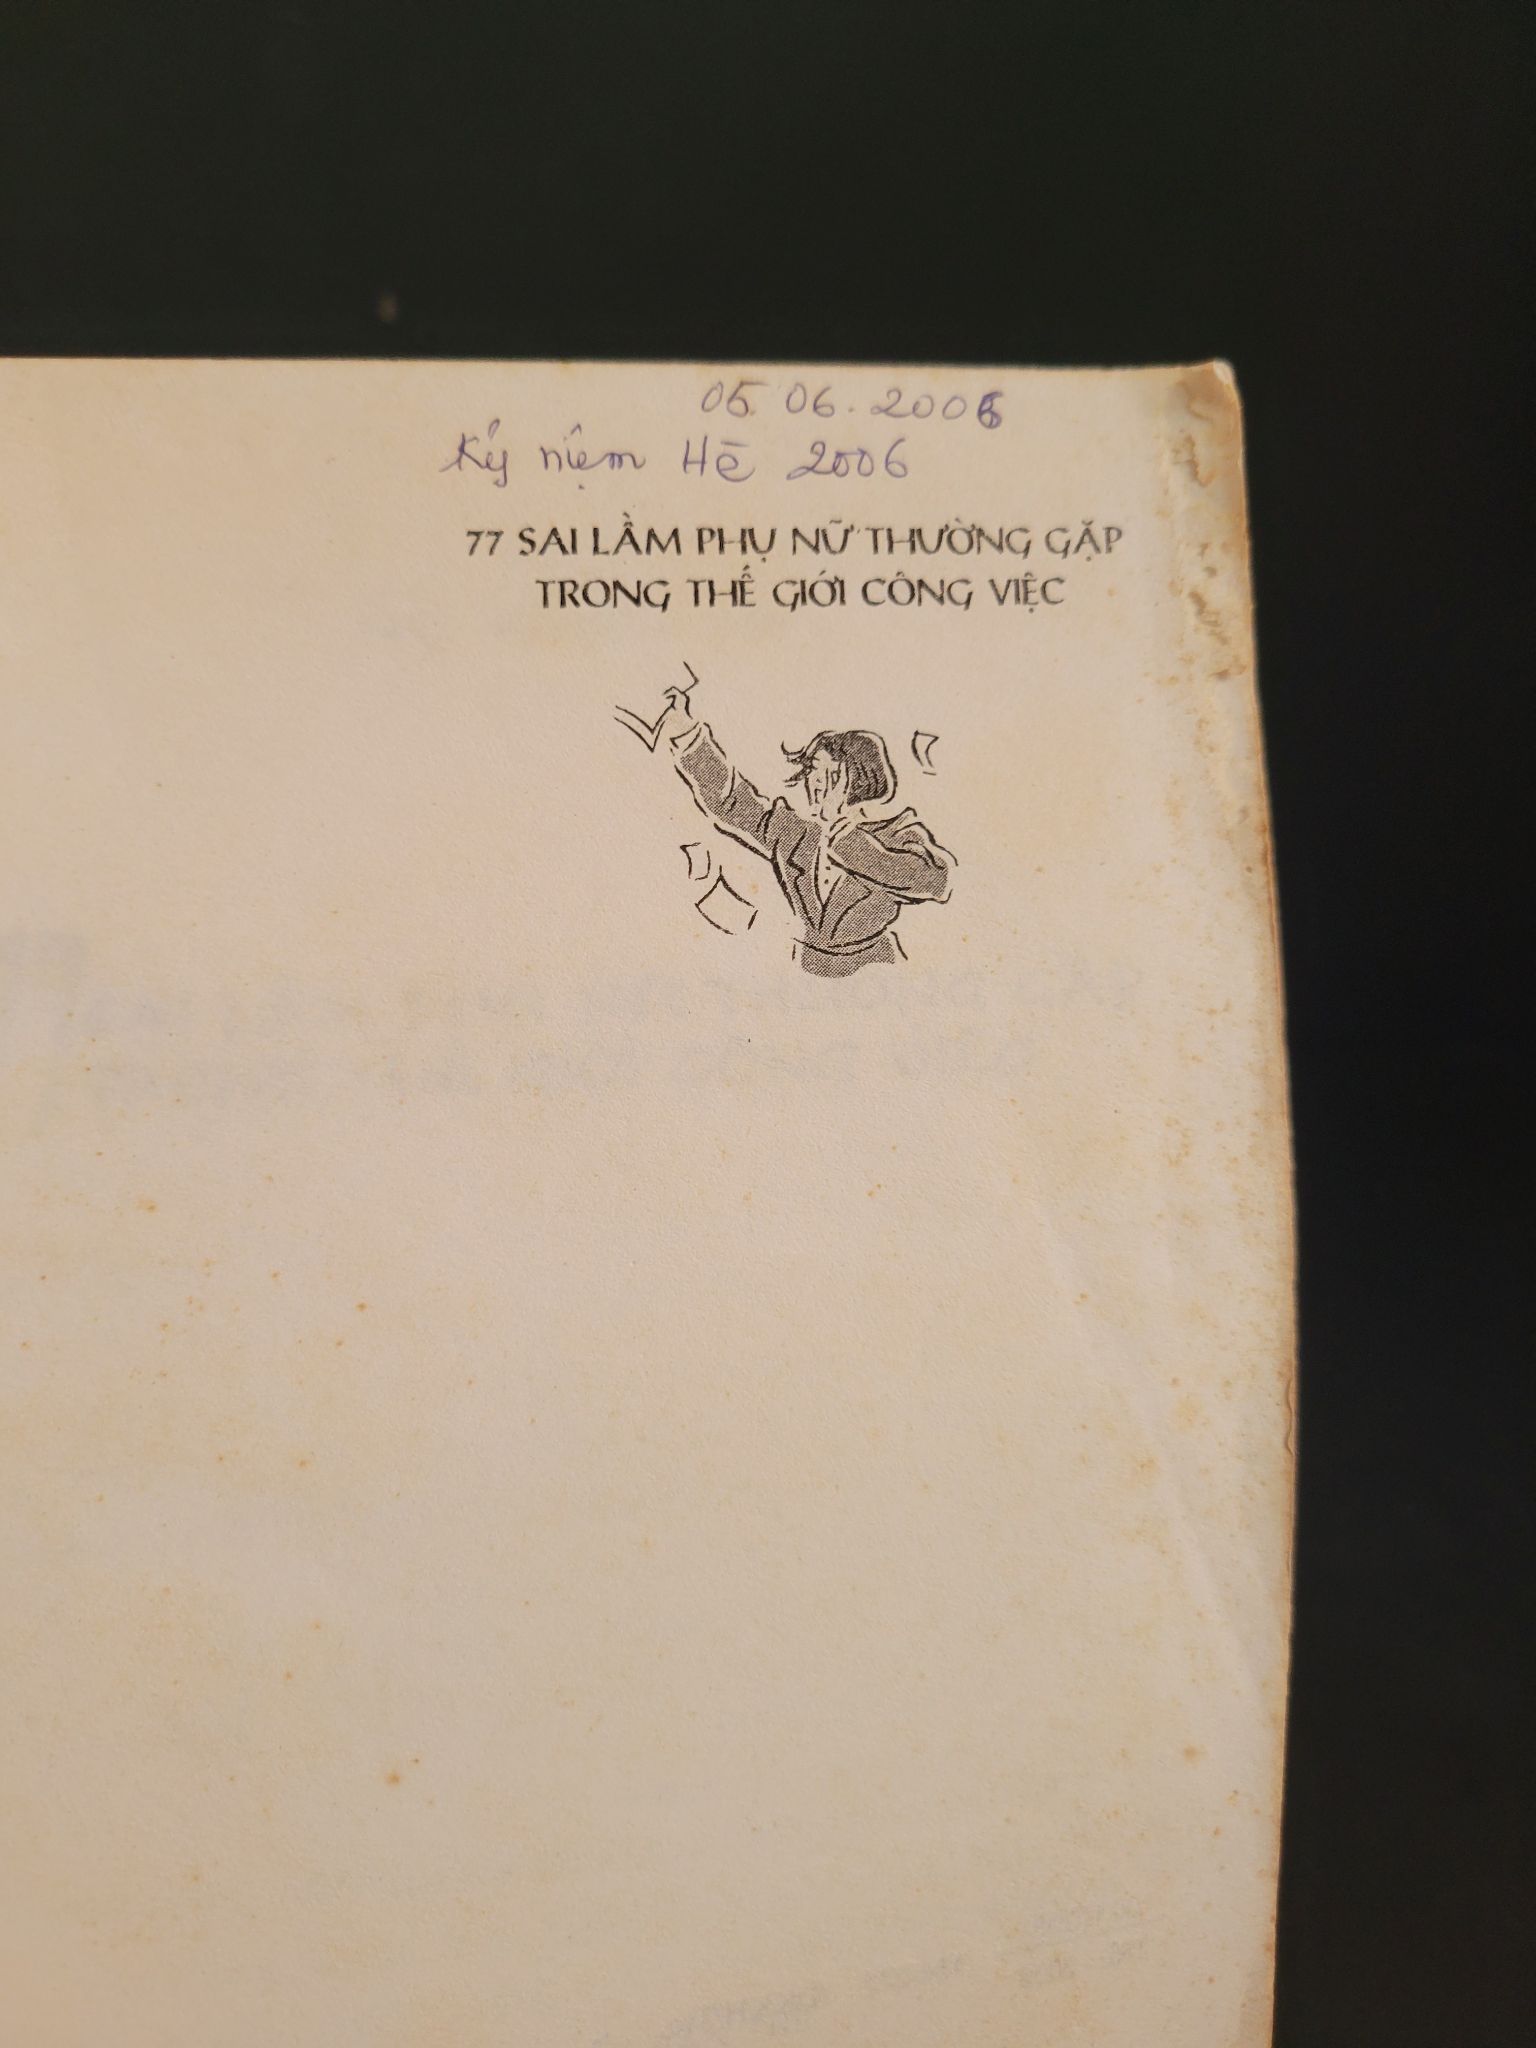 05.06.2006
Kỷ niệm Hè 2006
77 SAI LẦM PHỤ NỮ THƯỜNG GẶP
TRONG THẾ GIỚI CÔNG VIỆC